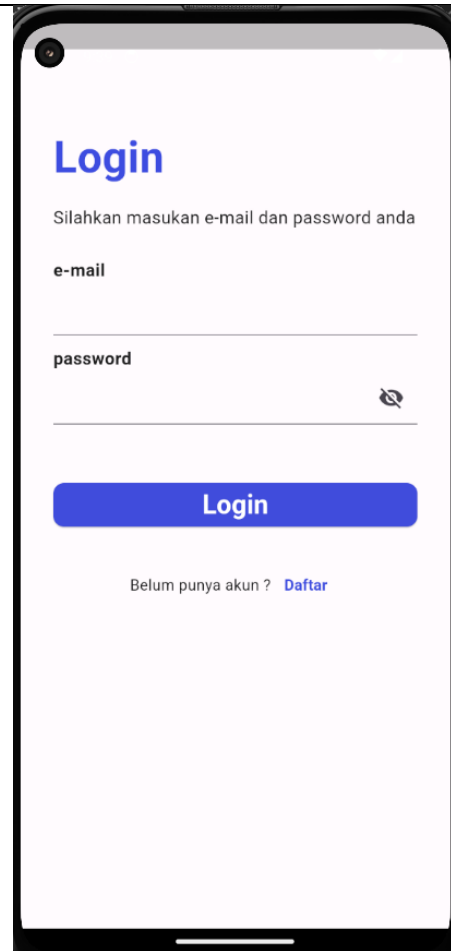 Login
Silahkan masukan e-mail dan password anda
e-mail
password
Login
Belum punya akun ? Daftar